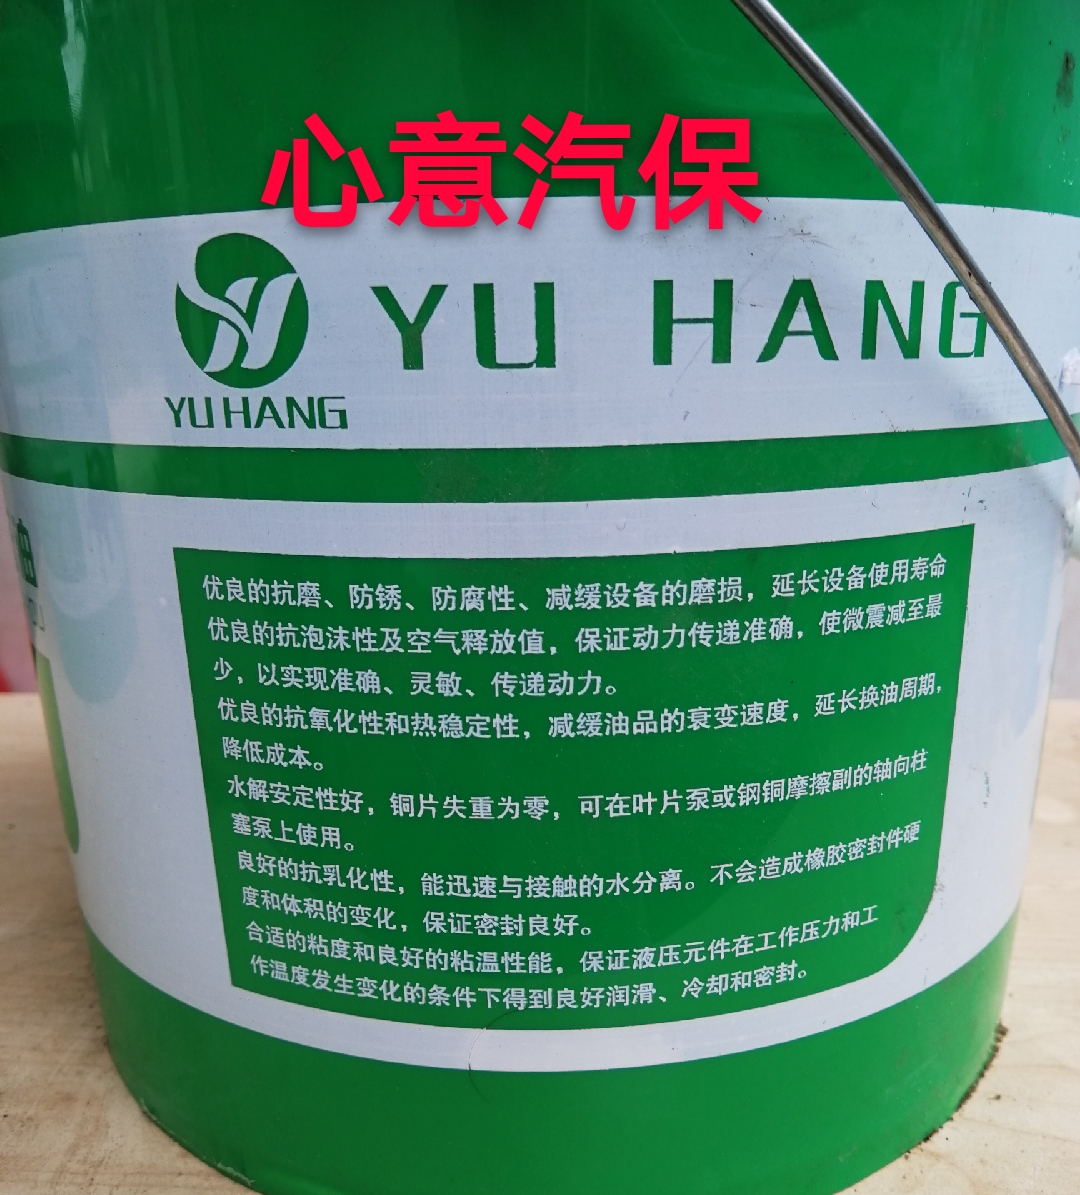 心意汽保
YU HANG
YU HANG
油
优良的抗磨、防锈、防腐性、减缓设备的磨损，延长设备使用寿命
优良的抗泡沫性及空气释放值，保证动力传递准确，使微震减至最
少，以实现准确、灵敏、传递动力。
优良的抗氧化性和热稳定性，减缓油品的衰变速度，延长换油周期，
降低成本。
水解安定性好，铜片失重为零，可在叶片泵或钢铜摩擦副的轴向柱
塞泵上使用。
良好的抗乳化性，能迅速与接触的水分离。不会造成橡胶密封件硬
度和体积的变化，保证密封良好。
合适的粘度和良好的粘温性能，保证液压元件在工作压力和工
作温度发生变化的条件下得到良好润滑、冷却和密封。